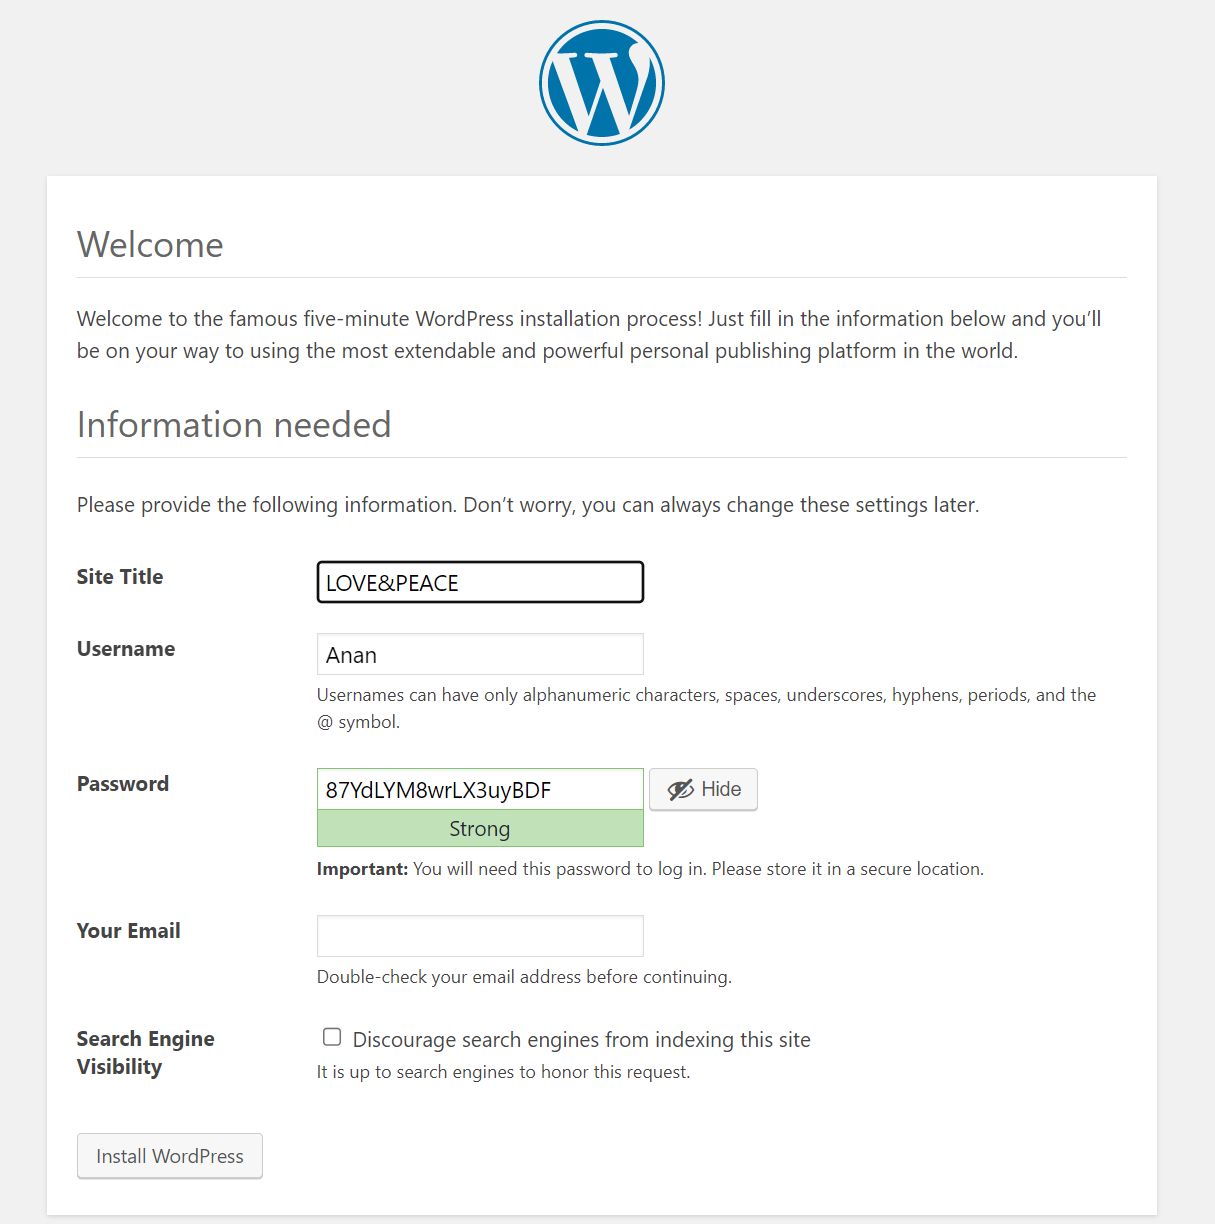 Welcome
Welcome to the famous five-minute WordPress installation process! Just fill in the information below and you’ll
be on your way to using the most extendable and powerful personal publishing platform in the world.
Information needed
Please provide the following information. Don’t worry, you can always change these settings later.
Site Title
LOVE&PEACE
Username
Anan
Usernames can have only alphanumeric characters, spaces, underscores, hyphens, periods, and the
@ symbol.
Password
87YdLYM8wrLX3uyBDF
Hide
Strong
Important: You will need this password to log in. Please store it in a secure location.
Your Email
Double-check your email address before continuing.
Search Engine
Visibility
Discourage search engines from indexing this site
It is up to search engines to honor this request.
Install WordPress